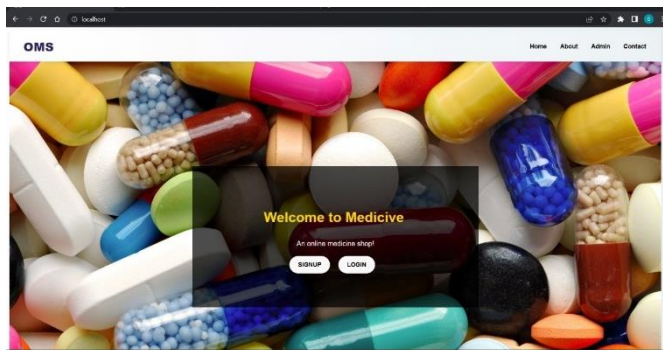 localhost
OMS
Home About Admin Contact
Welcome to Medicive
An online medicine shop!
SIGNUP LOGIN